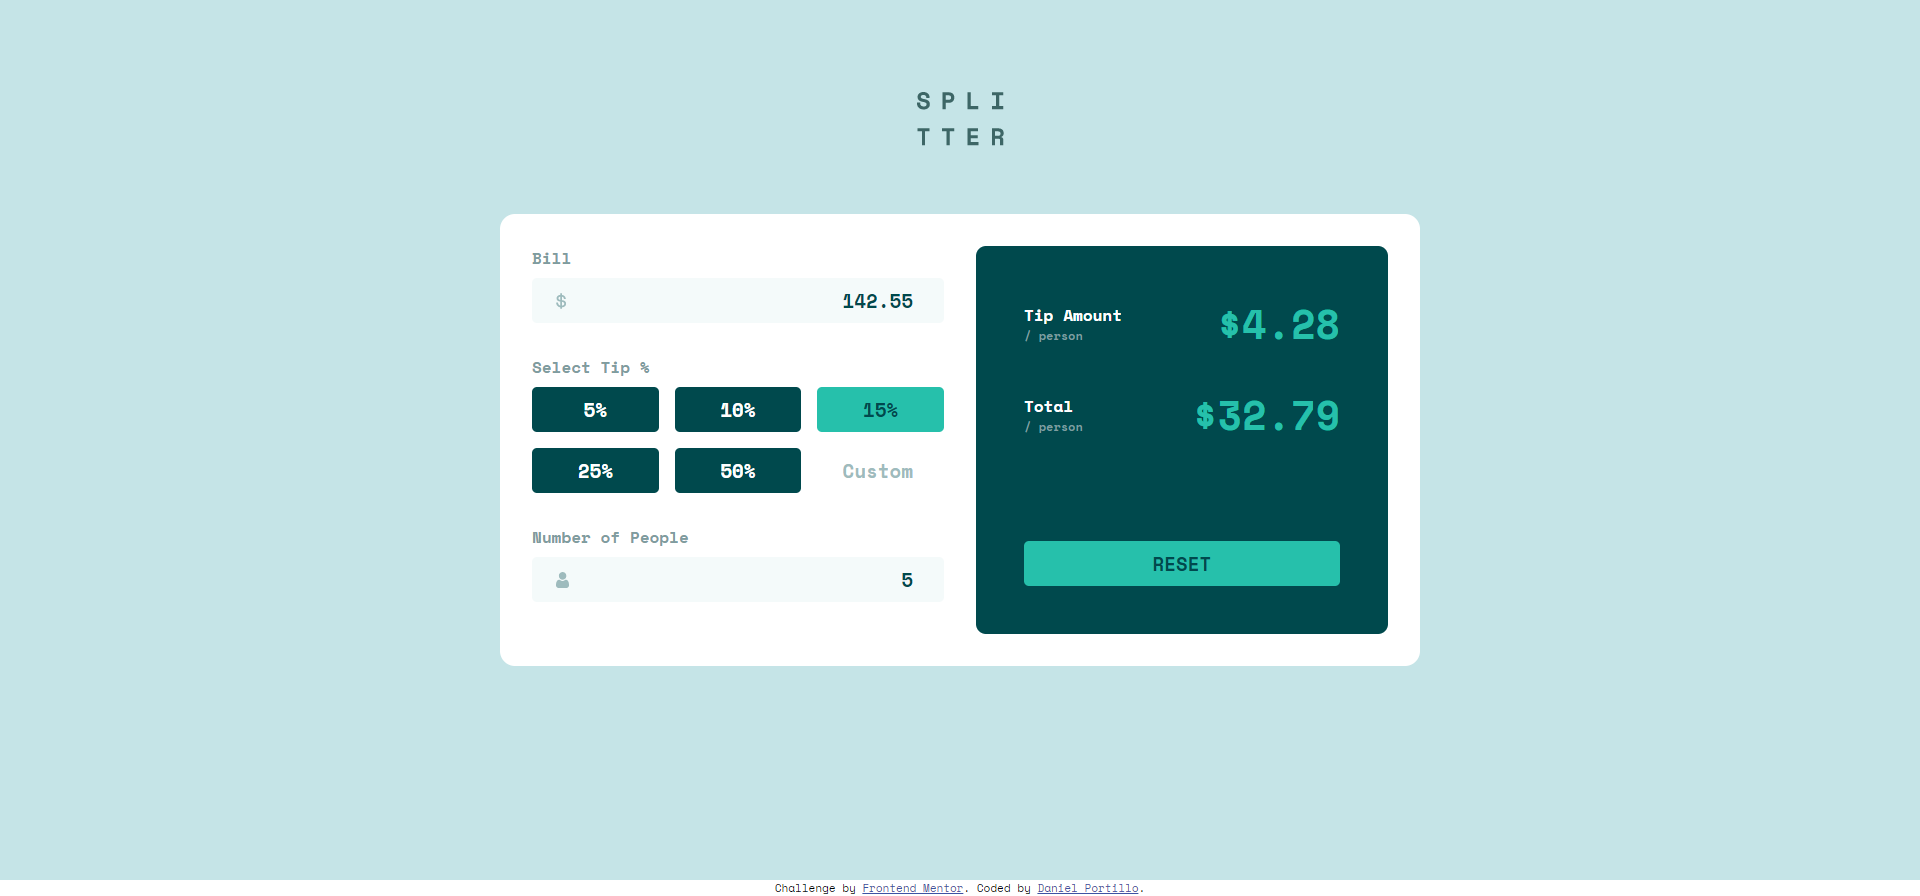 SPLI
TTER
Bill
$ 142.55
Select Tip %
5% 10% 15%
25% 50% Custom
Number of People
5
Tip Amount
/ person
$4.28
Total
/ person
$32.79
RESET
Challenge by Frontend Mentor. Coded by Daniel Portillo.